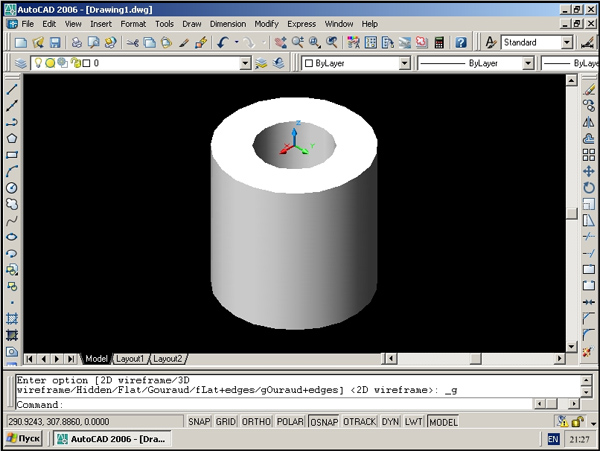 AutoCAD 2006 - [Drawing1.dwg]
File Edit View Insert Format Tools Draw Dimension Modify Express Window Help
Standard
0 ByLayer ByLayer ByLay
Z
X Y
Model Layout1 Layout2
Enter option [2D wireframe/3D
wireframe/Hidden/Flat/Gouraud/fLat+edges/gOuraud+edges] <2D wireframe>: _g
Command:
290.9243, 307.8860, 0.0000 SNAP GRID ORTHO POLAR OSNAP OTRACK DYN LWT MODEL
Пуск AutoCAD 2006 - [Dra... EN 21:27